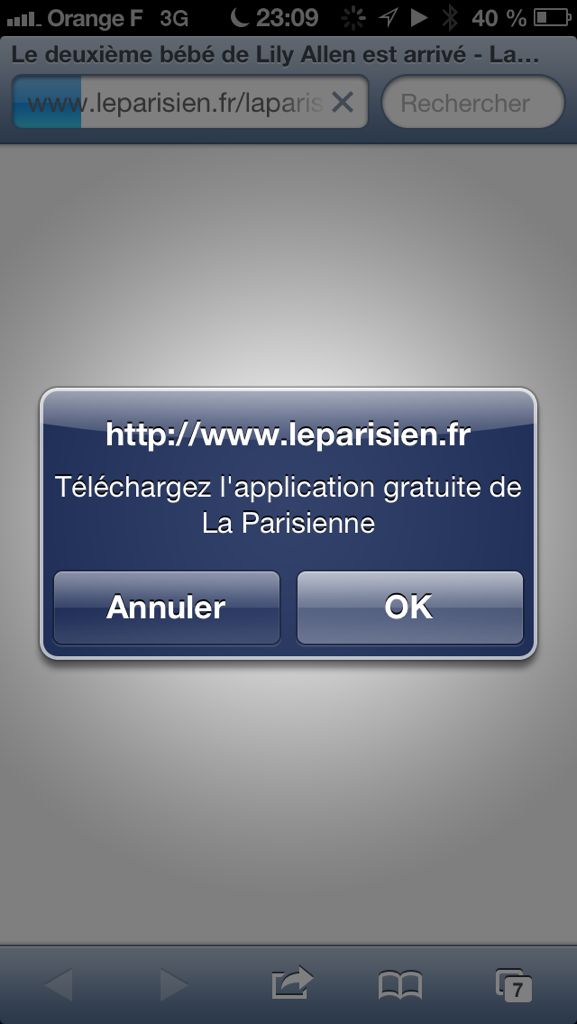 Orange F 3G 23:09 40 %
Le deuxième bébé de Lily Allen est arrivé - La…
www.leparisien.fr/laparis
Rechercher
http://www.leparisien.fr
Téléchargez l'application gratuite de
La Parisienne
Annuler
OK
7